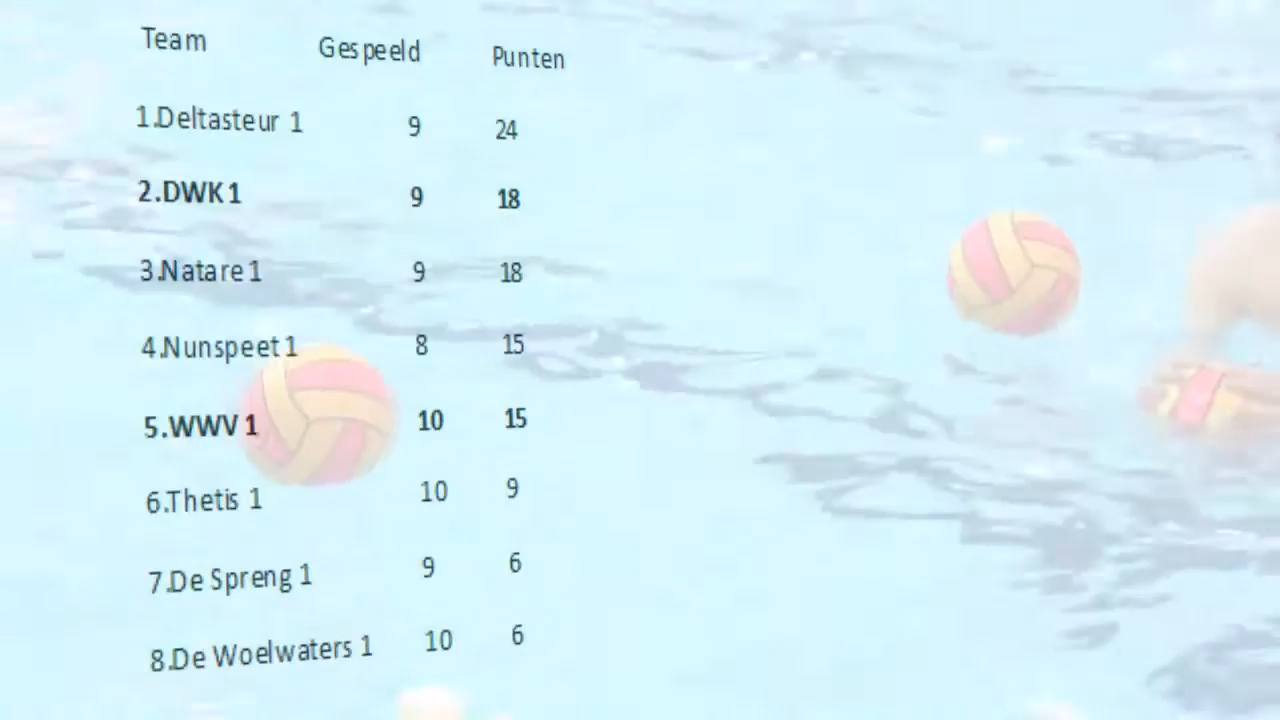 Team Gespeeld Punten
1.Deltasteur 1 9 24
2.DWK 1 9 18
3.Natare 1 9 18
4.Nunspeet 1 8 15
5.WWV 1 10 15
6.Thetis 1 10 9
7.De Spreng 1 9 6
8.De Woelwaters 1 10 6